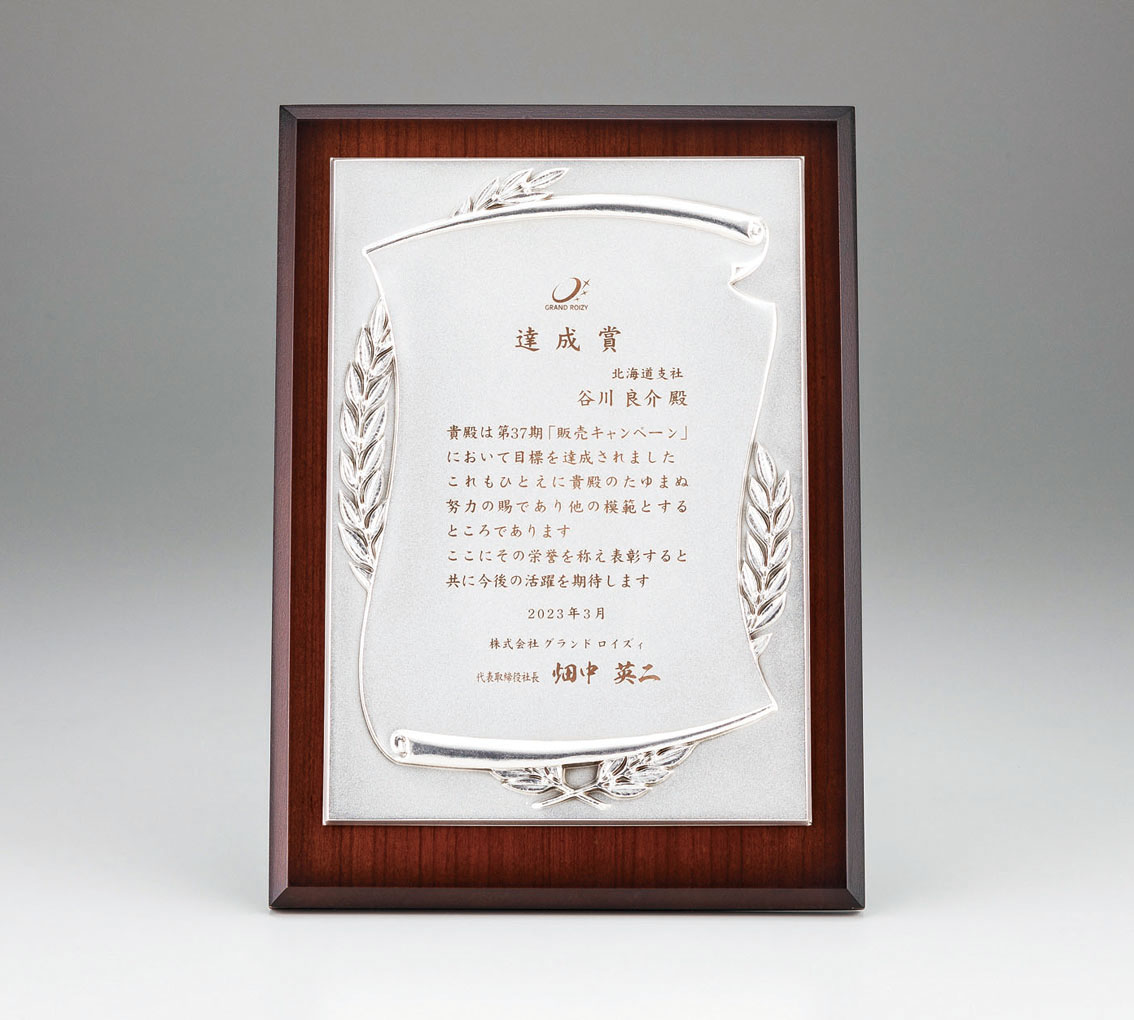 GRAND ROIZY
達成賞
北海道支社
谷川 良介 殿
貴殿は第37期「販売キャンペーン」
において目標を達成されました
これもひとえに貴殿のたゆまぬ
努力の賜であり他の模範とする
ところであります
ここにその栄誉を称え表彰すると
共に今後の活躍を期待します
2023年3月
株式会社 グランド ロイズィ
代表取締役社長 畑中 英二